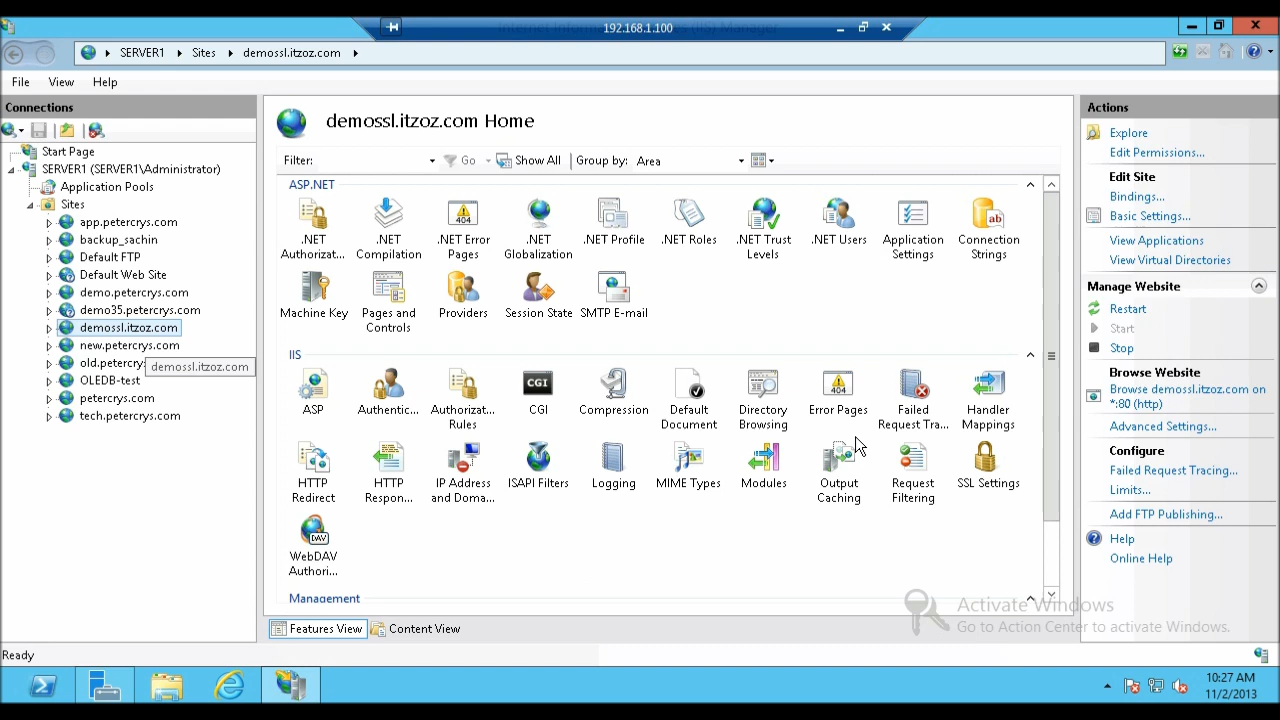 192.168.1.100
SERVER1 Sites demossl.itzoz.com
File View Help
Connections
Start Page
SERVER1 (SERVER1\Administrator)
Application Pools
Sites
app.petercrys.com
backup_sachin
Default FTP
Default Web Site
demo.petercrys.com
demo35.petercrys.com
demossl.itzoz.com
new.petercrys.com
old.petercrys
demossl.itzoz.com
OLEDB-test
petercrys.com
tech.petercrys.com
demossl.itzoz.com Home
Filter: Go Show All Group by: Area
ASP.NET
.NET Authorizat...
.NET Compilation
.NET Error Pages
.NET Globalization
.NET Profile
.NET Roles
.NET Trust Levels
.NET Users
Application Settings
Connection Strings
Machine Key
Pages and Controls
Providers
Session State
SMTP E-mail
IIS
ASP
Authentic...
Authorizat... Rules
CGI
Compression
Default Document
Directory Browsing
404
Error Pages
Failed Request Tra...
Handler Mappings
HTTP Redirect
HTTP Respon...
IP Address and Doma...
ISAPI Filters
Logging
MIME Types
Modules
Output Caching
Request Filtering
SSL Settings
DAV
WebDAV Authori...
Management
Features View Content View
Actions
Explore
Edit Permissions...
Edit Site
Bindings...
Basic Settings...
View Applications
View Virtual Directories
Manage Website
Restart
Start
Stop
Browse Website
Browse demossl.itzoz.com on
*:80 (http)
Advanced Settings...
Configure
Failed Request Tracing...
Limits...
Add FTP Publishing...
Help
Online Help
Activate Windows
Go to Action Center to activate Windows.
Ready
10:27 AM
11/2/2013